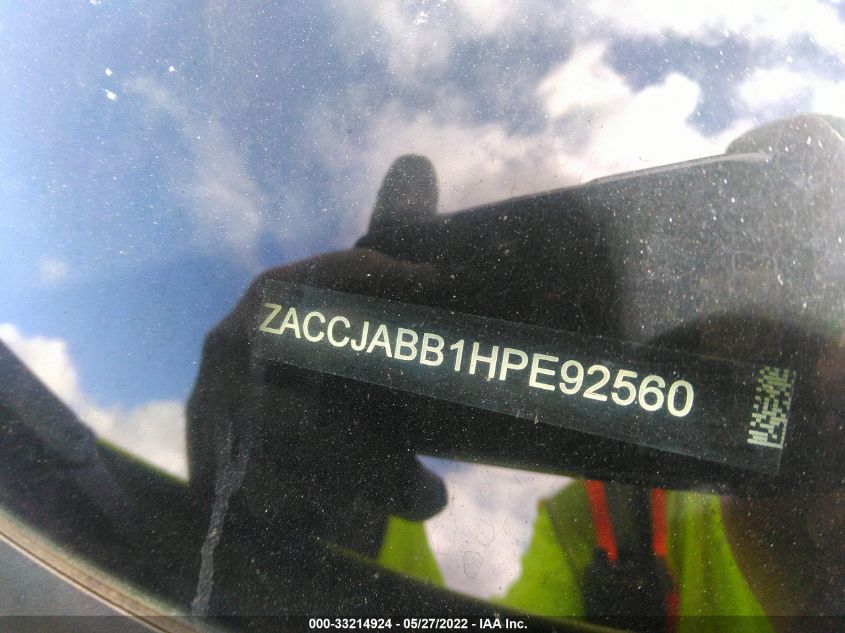 ZACCJABB1HPE92560
000-33214924 - 05/27/2022 - IAA Inc.